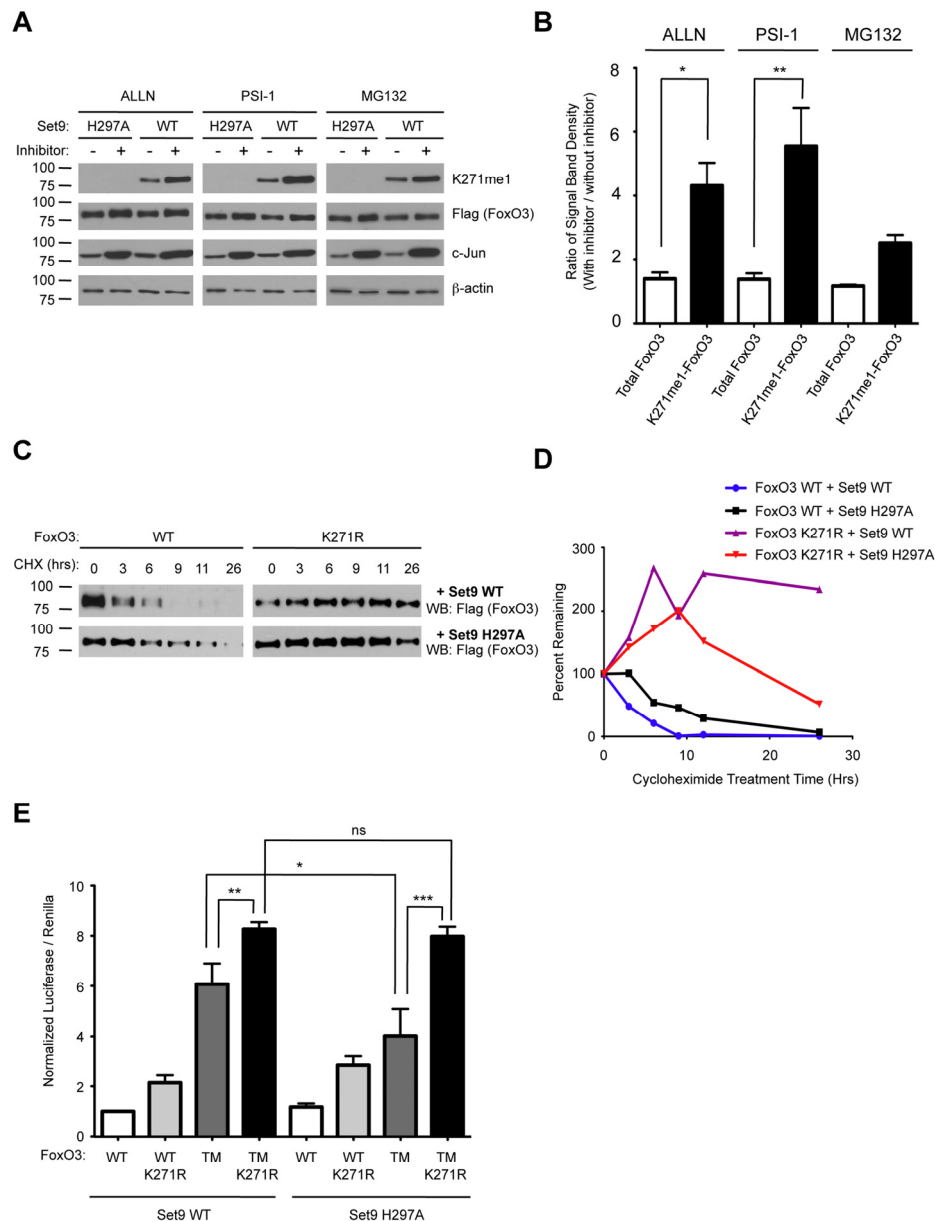 A
ALLN PSI-1 MG132
Set9: H297A WT H297A WT H297A WT
Inhibitor: - + - + - + - + - + - +
100
75
K271me1
100
75
Flag (FoxO3)
100
75
c-Jun
100
75
β-actin
B
ALLN PSI-1 MG132
Ratio of Signal Band Density
(With inhibitor / without inhibitor)
8
6
4
2
0
*
**
Total FoxO3
K271me1-FoxO3
Total FoxO3
K271me1-FoxO3
Total FoxO3
K271me1-FoxO3
C
FoxO3: WT K271R
CHX (hrs) 0 3 6 9 11 26 0 3 6 9 11 26
100
75
+ Set9 WT
WB: Flag (FoxO3)
100
75
+ Set9 H297A
WB: Flag (FoxO3)
D
FoxO3 WT + Set9 WT
FoxO3 WT + Set9 H297A
FoxO3 K271R + Set9 WT
FoxO3 K271R + Set9 H297A
Percent Remaining
300
200
100
0
0 10 20 30
Cycloheximide Treatment Time (Hrs)
E
ns
*
** ***
Normalized Luciferase / Renilla
10
8
6
4
2
0
FoxO3: WT WT TM TM WT WT TM TM
K271R K271R K271R K271R
Set9 WT Set9 H297A